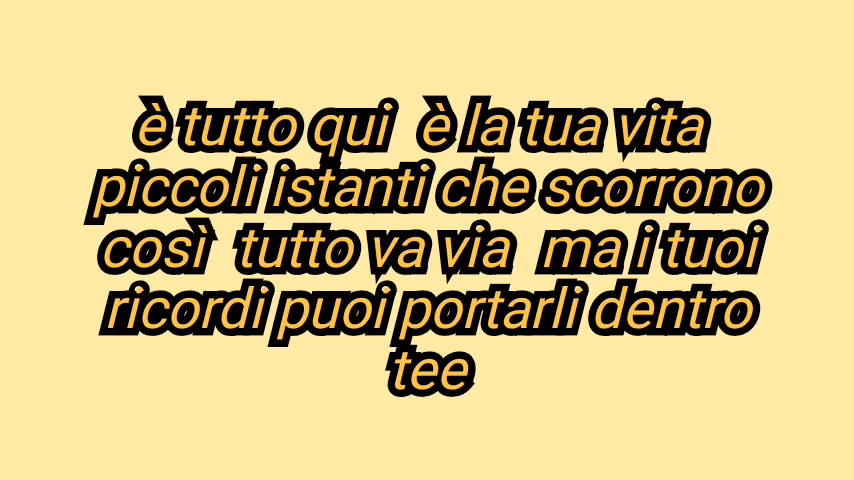 è tutto qui  è la tua vita
piccoli istanti che scorrono
così  tutto va via  ma i tuoi
ricordi puoi portarli dentro
tee